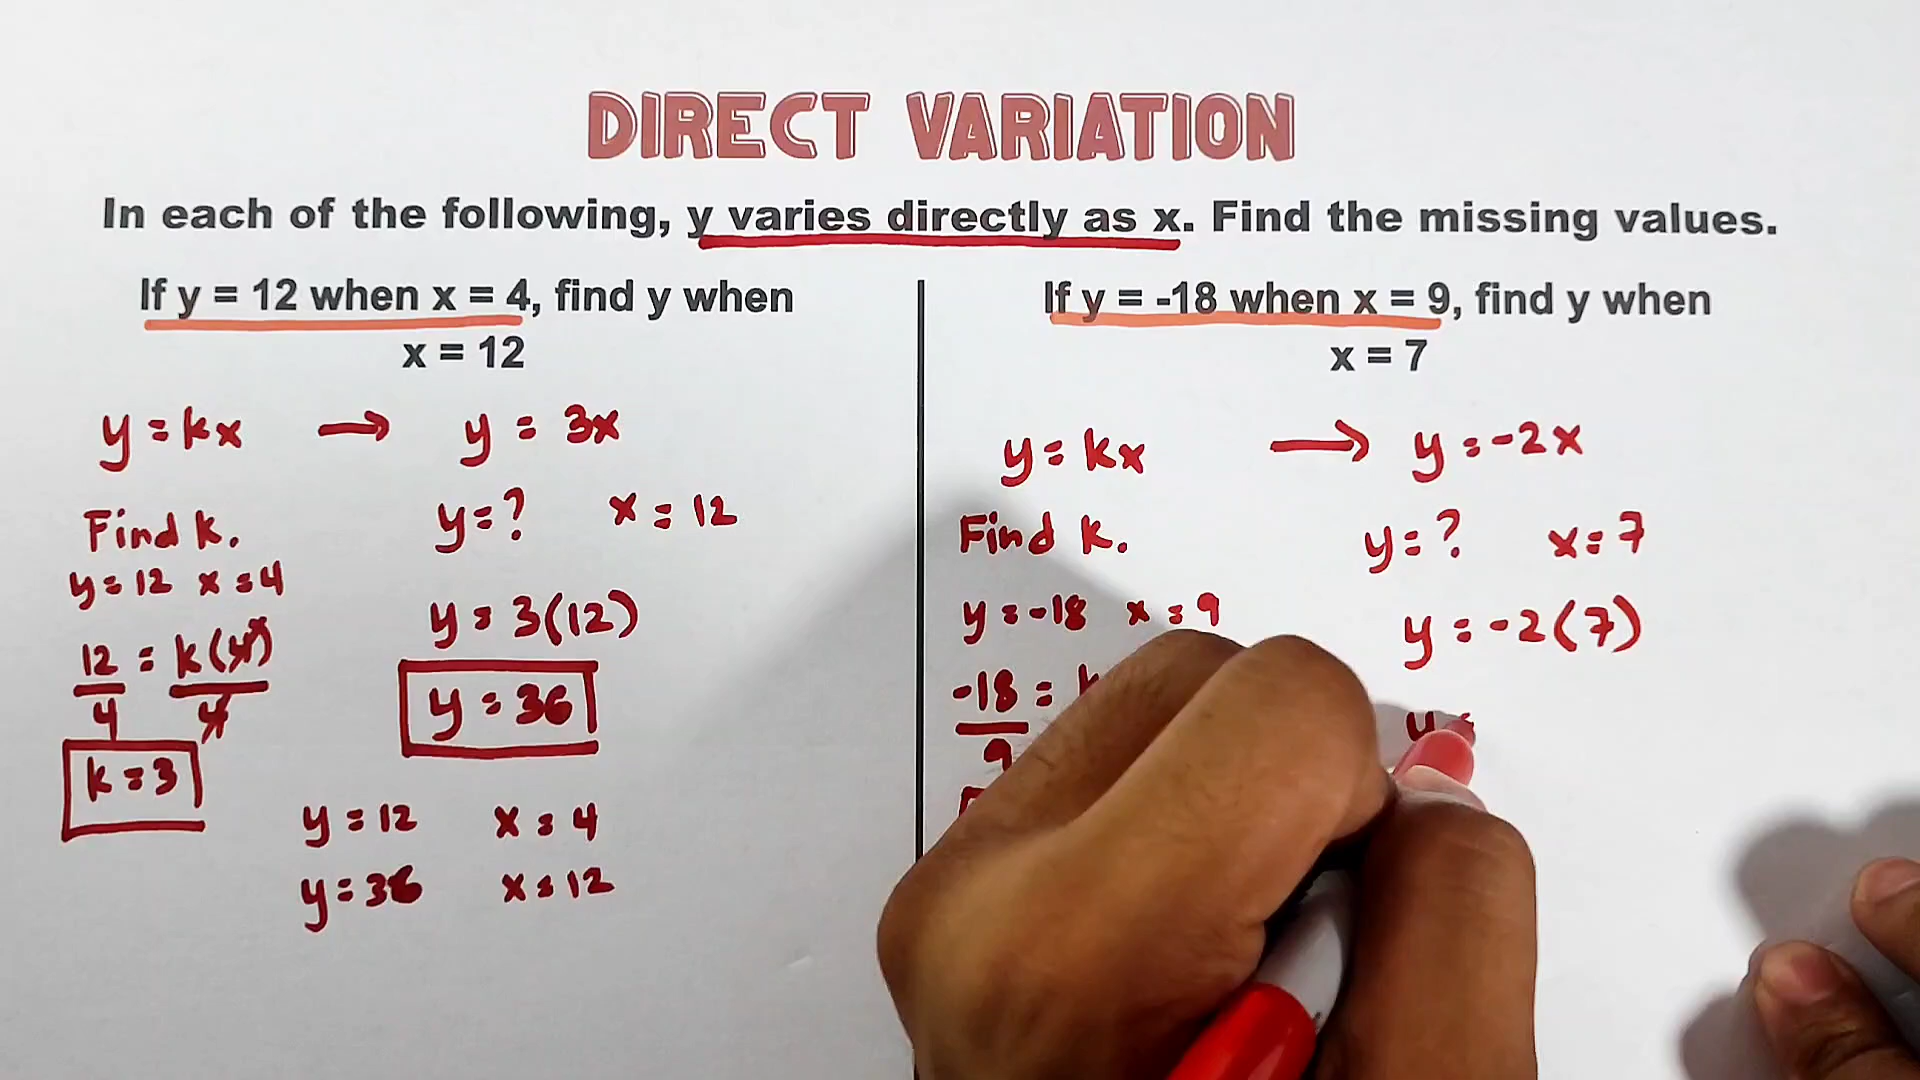 DIRECT VARIATION
In each of the following, y varies directly as x. Find the missing values.
If y = 12 when x = 4, find y when
x = 12
y = kx → y = 3x
y = ? x = 12
Find k.
y = 12 x = 4
12 = k(4)
4 4
k = 3
y = 3(12)
y = 36
y = 12 x = 4
y = 36 x = 12
If y = -18 when x = 9, find y when
x = 7
y = kx → y = -2x
Find k.
y = -18 x = 9
-18 = k
9
y = ? x = 7
y = -2(7)
y =